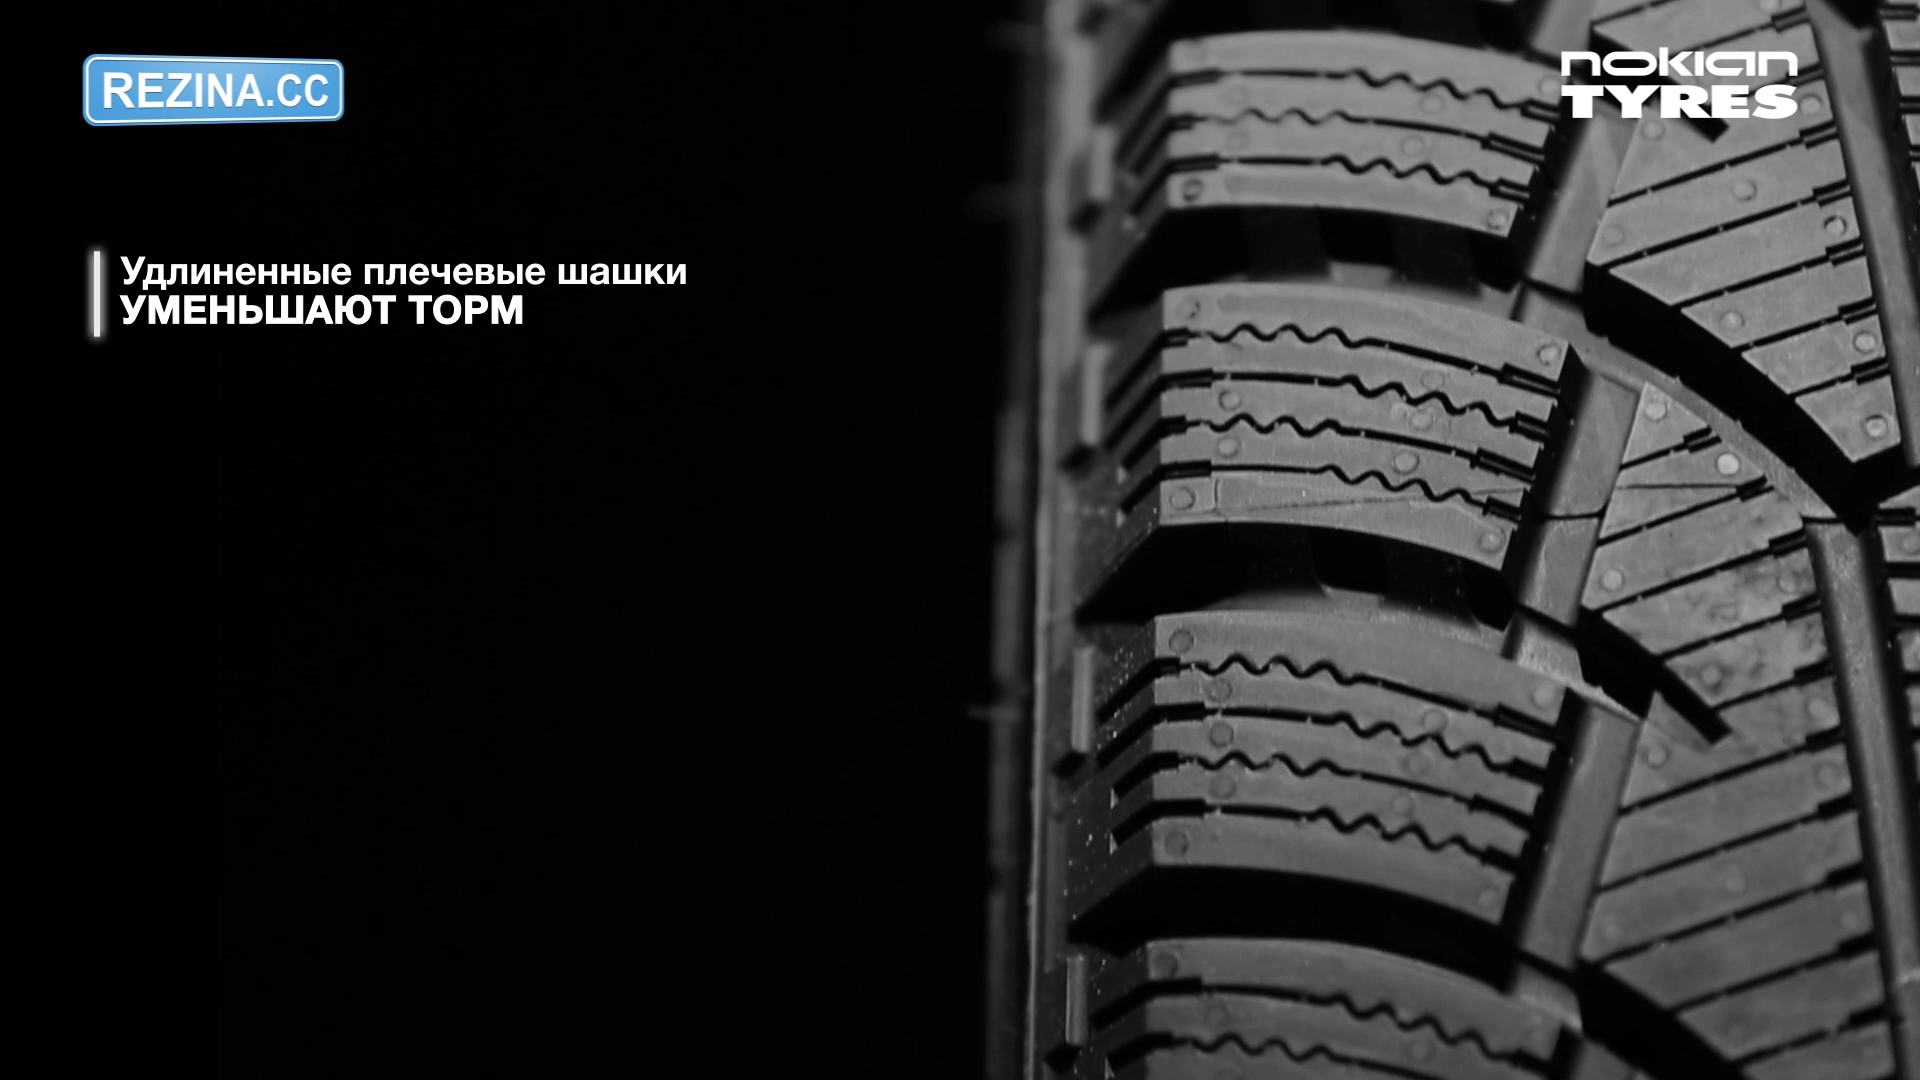 REZINA.CC
nokian
TYRES
Удлиненные плечевые шашки
УМЕНЬШАЮТ ТОРМ